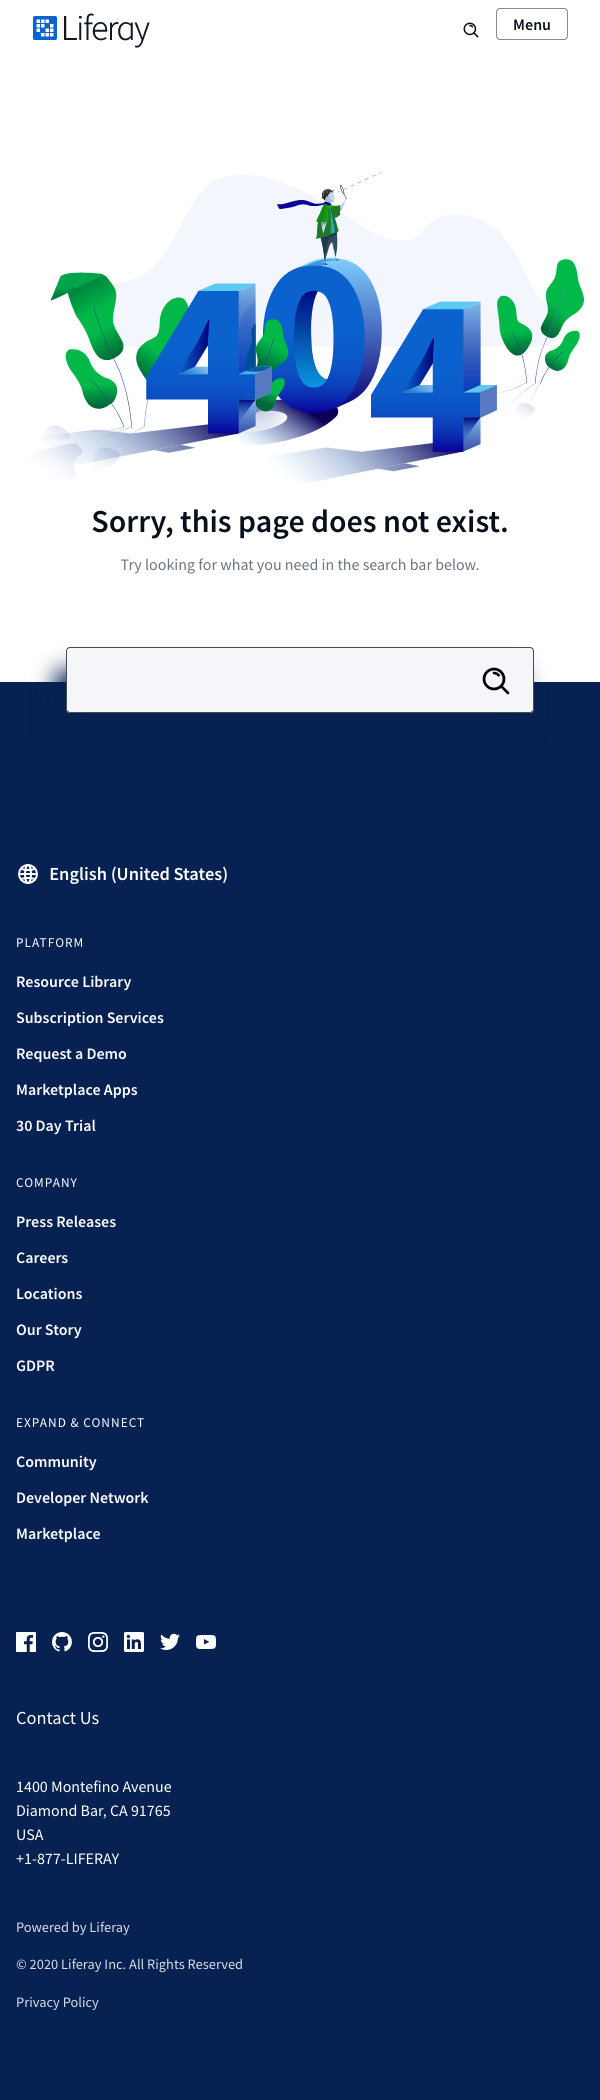 Liferay
Menu
404
Sorry, this page does not exist.
Try looking for what you need in the search bar below.
English (United States)
PLATFORM
Resource Library
Subscription Services
Request a Demo
Marketplace Apps
30 Day Trial
COMPANY
Press Releases
Careers
Locations
Our Story
GDPR
EXPAND & CONNECT
Community
Developer Network
Marketplace
Contact Us
1400 Montefino Avenue
Diamond Bar, CA 91765
USA
+1-877-LIFERAY
Powered by Liferay
© 2020 Liferay Inc. All Rights Reserved
Privacy Policy